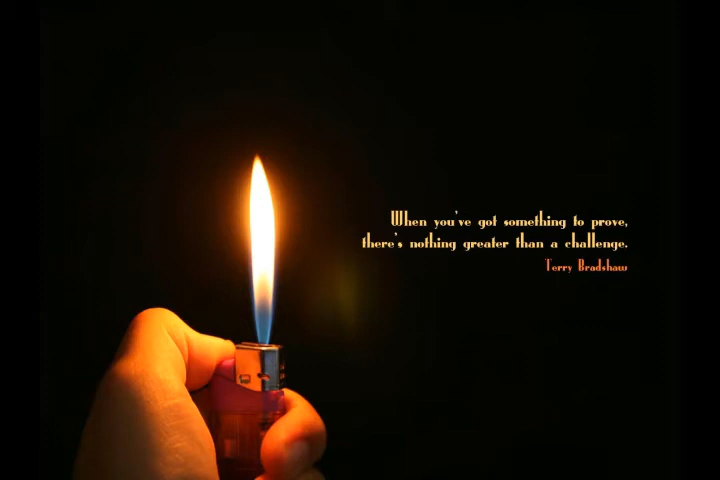 When you've got something to prove,
there's nothing greater than a challenge.
Terry Bradshaw